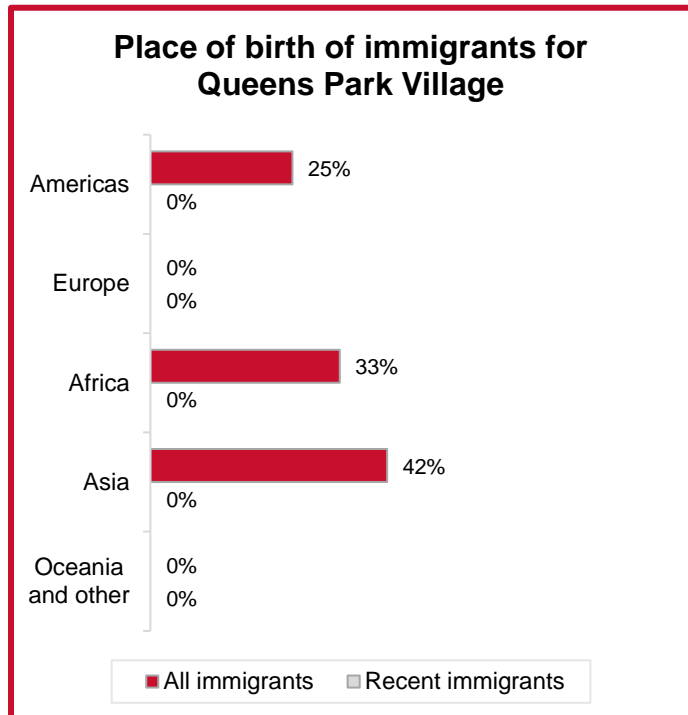 Place of birth of immigrants for
Queens Park Village
Americas
25%
0%
Europe
0%
0%
Africa
33%
0%
Asia
42%
0%
Oceania
and other
0%
0%
All immigrants
Recent immigrants